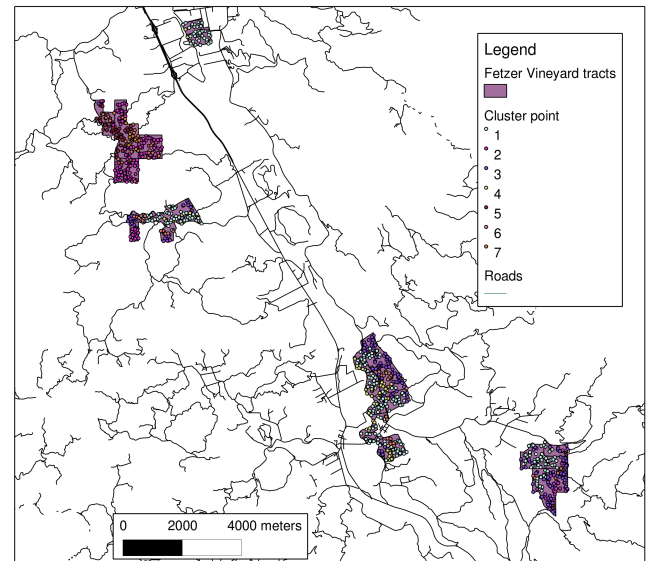 Legend
Fetzer Vineyard tracts
Cluster point
1
2
3
4
5
6
7
Roads
0 2000 4000 meters